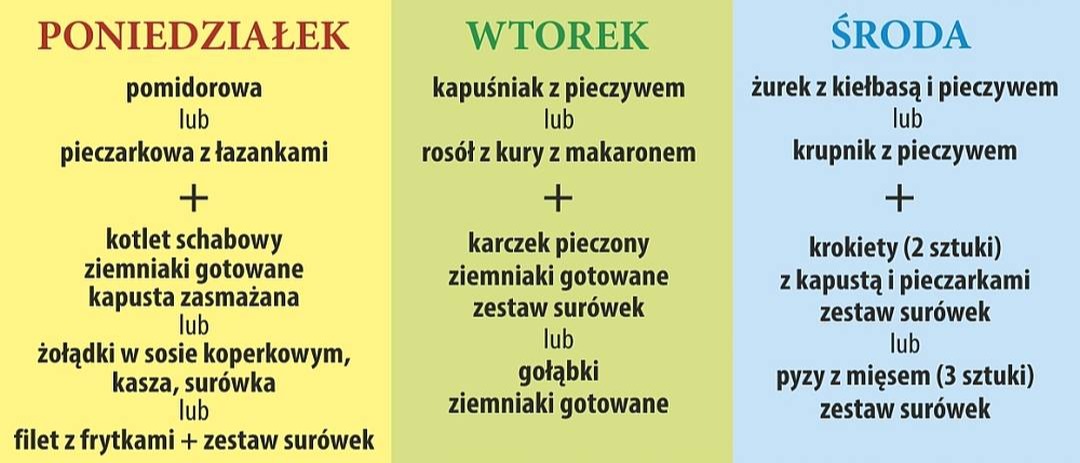 PONIEDZIAŁEK
pomidorowa
lub
pieczarkowa z łazankami
+
kotlet schabowy
ziemniaki gotowane
kapusta zasmażana
lub
żołądki w sosie koperkowym,
kasza, surówka
lub
filet z frytkami + zestaw surówek
WTOREK
kapuśniak z pieczywem
lub
rosół z kury z makaronem
+
karczek pieczony
ziemniaki gotowane
zestaw surówek
lub
gołąbki
ziemniaki gotowane
ŚRODA
żurek z kiełbasą i pieczywem
lub
krupnik z pieczywem
+
krokiety (2 sztuki)
z kapustą i pieczarkami
zestaw surówek
lub
pyzy z mięsem (3 sztuki)
zestaw surówek